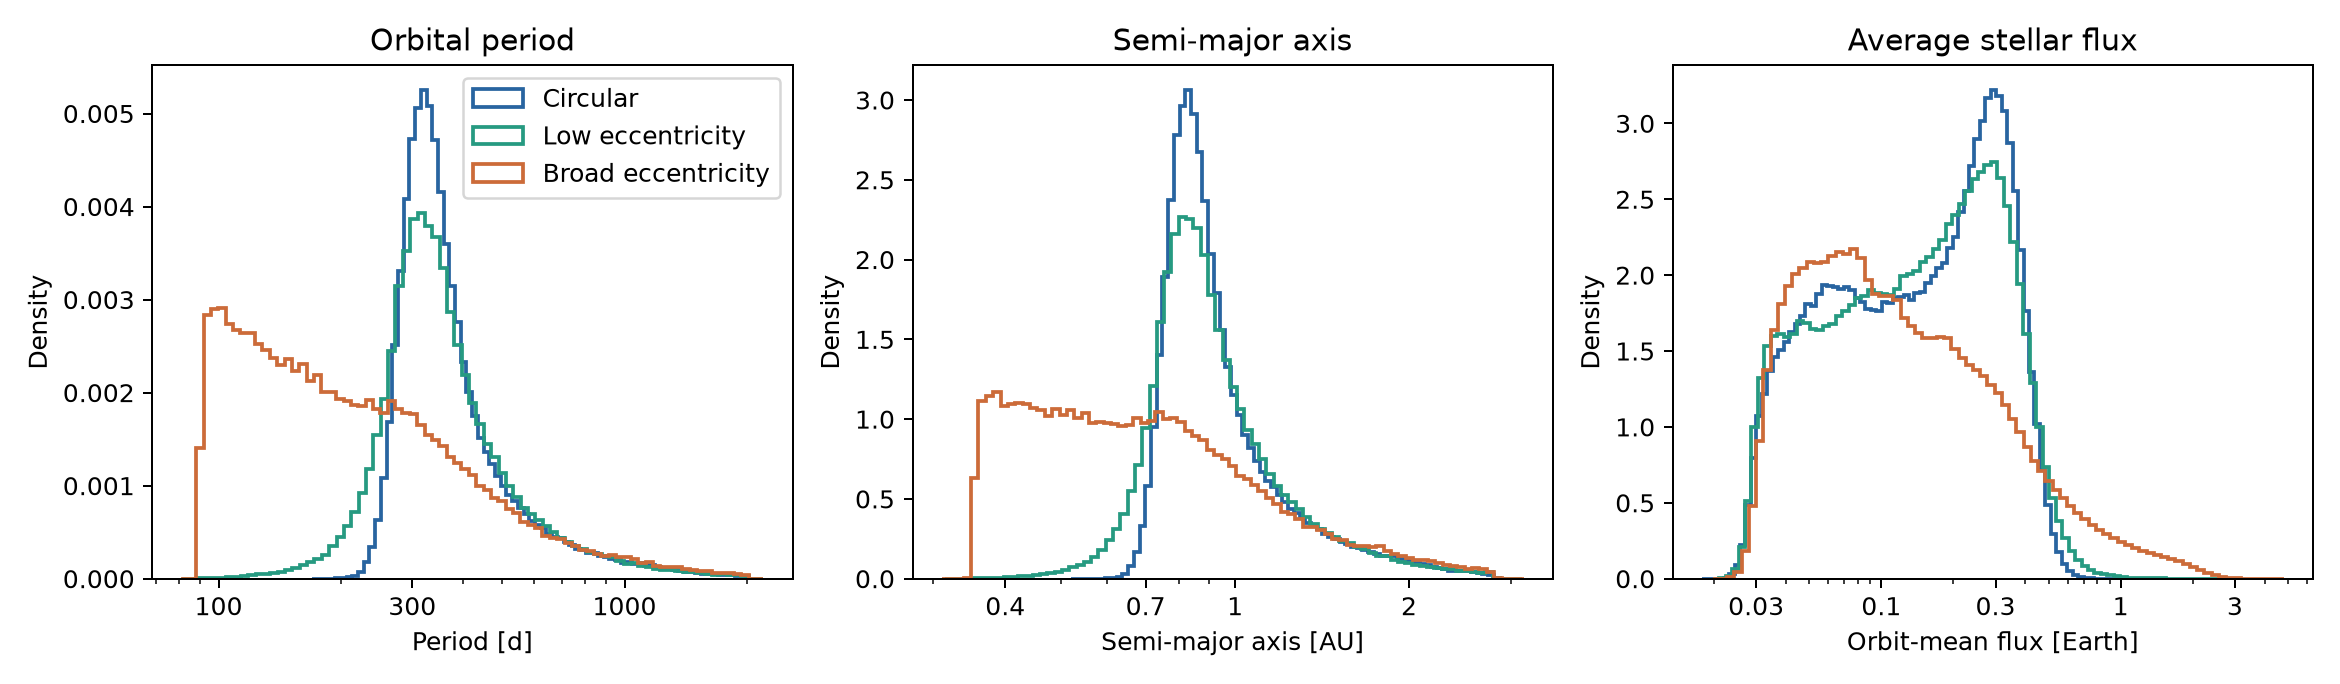 Orbital period
Density
0.005
0.004
0.003
0.002
0.001
0.000
100
300
1000
Period [d]
Circular
Low eccentricity
Broad eccentricity
Semi-major axis
Density
3.0
2.5
2.0
1.5
1.0
0.5
0.0
0.4
0.7
1
2
Semi-major axis [AU]
Average stellar flux
Density
3.0
2.5
2.0
1.5
1.0
0.5
0.0
0.03
0.1
0.3
1
3
Orbit-mean flux [Earth]